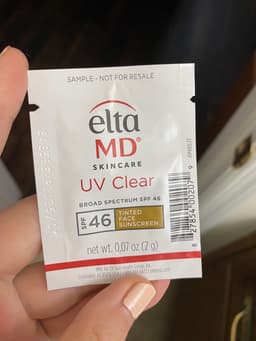 SAMPLE - NOT FOR RESALE
elta
MD®
SKINCARE
UV Clear
BROAD SPECTRUM SPF 46
SPF 46
TINTED
FACE
SUNSCREEN
net wt. 0.07 oz (2 g)